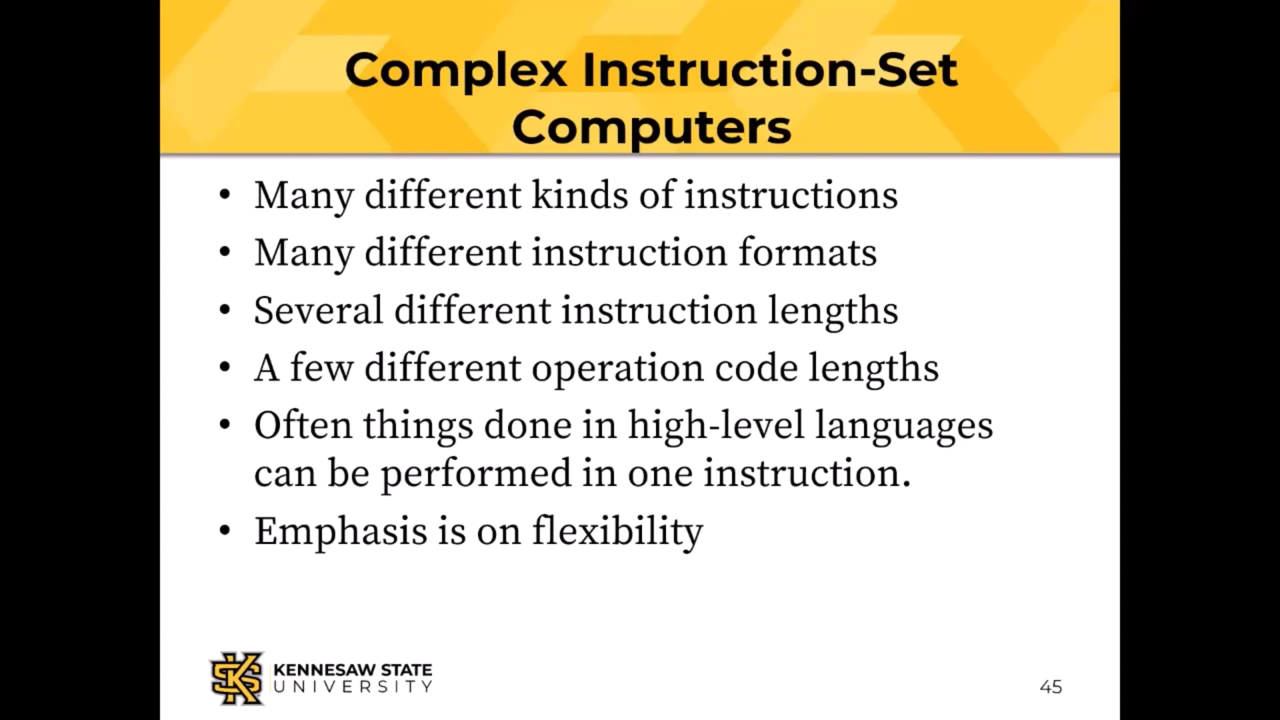 Complex Instruction-Set
Computers
• Many different kinds of instructions
• Many different instruction formats
• Several different instruction lengths
• A few different operation code lengths
• Often things done in high-level languages
can be performed in one instruction.
• Emphasis is on flexibility
KENNESAW STATE
UNIVERSITY
45